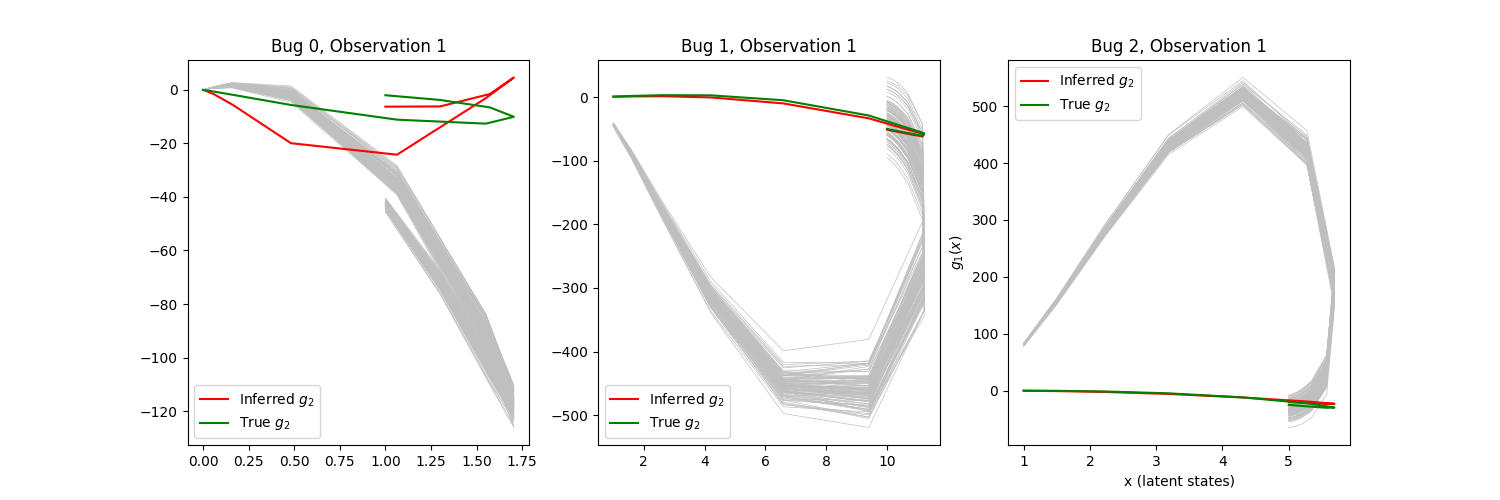 Bug 0, Observation 1
0
−20
−40
−60
−80
−100
−120
0.00 0.25 0.50 0.75 1.00 1.25 1.50 1.75
Inferred g₂
True g₂
Bug 1, Observation 1
0
−100
−200
−300
−400
−500
2 4 6 8 10
Inferred g₂
True g₂
Bug 2, Observation 1
Inferred g₂
True g₂
g₁(x)
500
400
300
200
100
0
1 2 3 4 5
x (latent states)